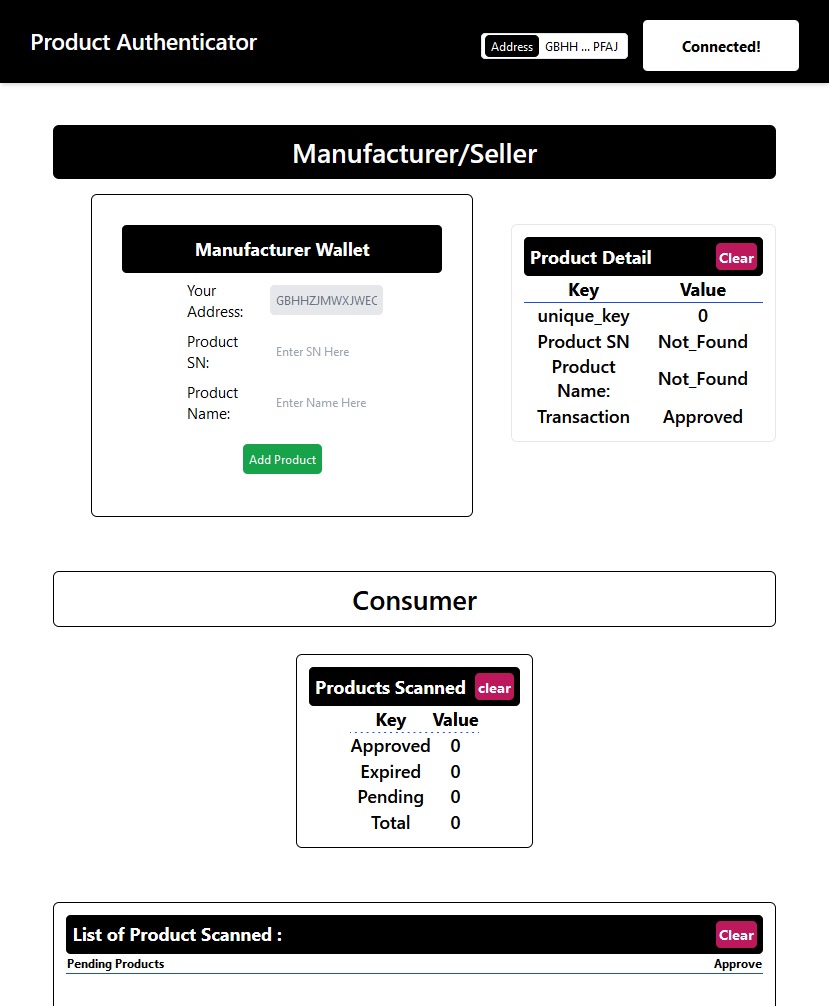 Product Authenticator
Address GBHH ... PFAJ
Connected!
Manufacturer/Seller
Manufacturer Wallet
Your
Address:
GBHHZJMWXJWEC
Product
SN:
Enter SN Here
Product
Name:
Enter Name Here
Add Product
Product Detail Clear
Key Value
unique_key 0
Product SN Not_Found
Product
Name:
Not_Found
Transaction Approved
Consumer
Products Scanned clear
Key Value
Approved 0
Expired 0
Pending 0
Total 0
List of Product Scanned : Clear
Pending Products Approve